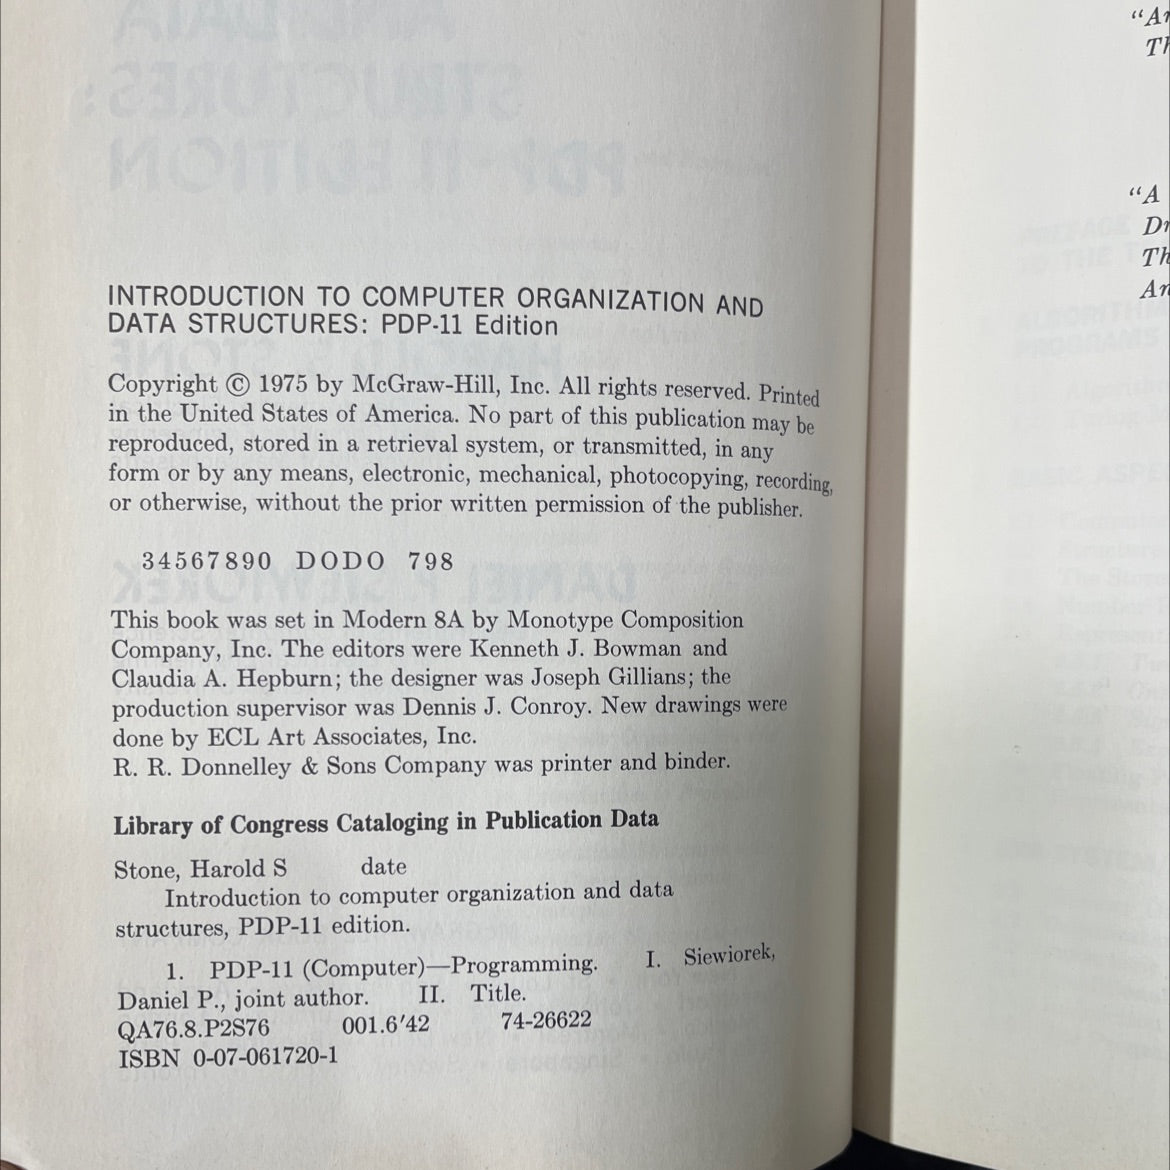 INTRODUCTION TO COMPUTER ORGANIZATION AND
DATA STRUCTURES: PDP-11 Edition
Copyright © 1975 by McGraw-Hill, Inc. All rights reserved. Printed
in the United States of America. No part of this publication may be
reproduced, stored in a retrieval system, or transmitted, in any
form or by any means, electronic, mechanical, photocopying, recording,
or otherwise, without the prior written permission of the publisher.
34567890 DODO 798
This book was set in Modern 8A by Monotype Composition
Company, Inc. The editors were Kenneth J. Bowman and
Claudia A. Hepburn; the designer was Joseph Gillians; the
production supervisor was Dennis J. Conroy. New drawings were
done by ECL Art Associates, Inc.
R. R. Donnelley & Sons Company was printer and binder.
Library of Congress Cataloging in Publication Data
Stone, Harold S date
Introduction to computer organization and data
structures, PDP-11 edition.
1. PDP-11 (Computer)—Programming. I. Siewiorek,
Daniel P., joint author. II. Title.
QA76.8.P2S76 001.6′42 74-26622
ISBN 0-07-061720-1
"A